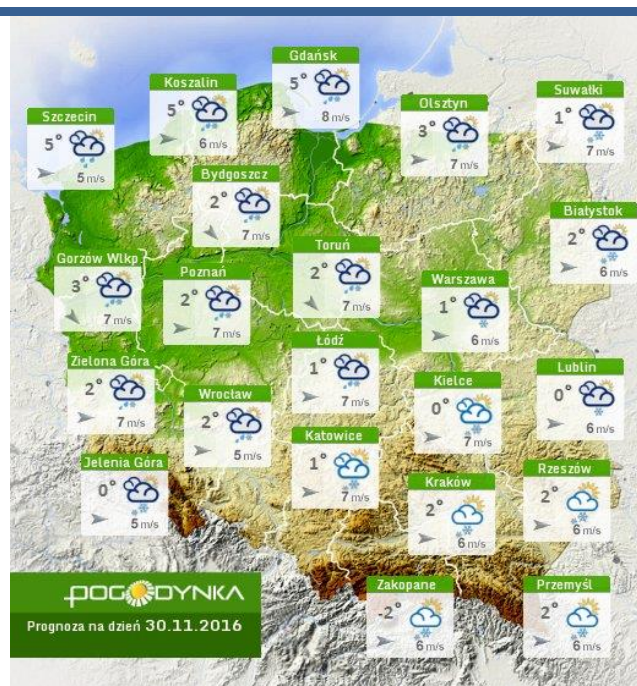 Gdańsk
5°
8 m/s
Koszalin
5°
6 m/s
Suwałki
1°
7 m/s
Olsztyn
3°
7 m/s
Szczecin
5°
5 m/s
Bydgoszcz
2°
7 m/s
Białystok
2°
6 m/s
Toruń
2°
7 m/s
Gorzów Wlkp
3°
7 m/s
Poznań
2°
7 m/s
Warszawa
1°
6 m/s
Łódź
1°
7 m/s
Zielona Góra
2°
7 m/s
Lublin
0°
6 m/s
Kielce
0°
7 m/s
Wrocław
2°
5 m/s
Katowice
1°
7 m/s
Jelenia Góra
0°
5 m/s
Rzeszów
2°
6 m/s
Kraków
2°
6 m/s
Zakopane
-2°
6 m/s
Przemyśl
2°
6 m/s
POGODYNKA
Prognoza na dzień 30.11.2016